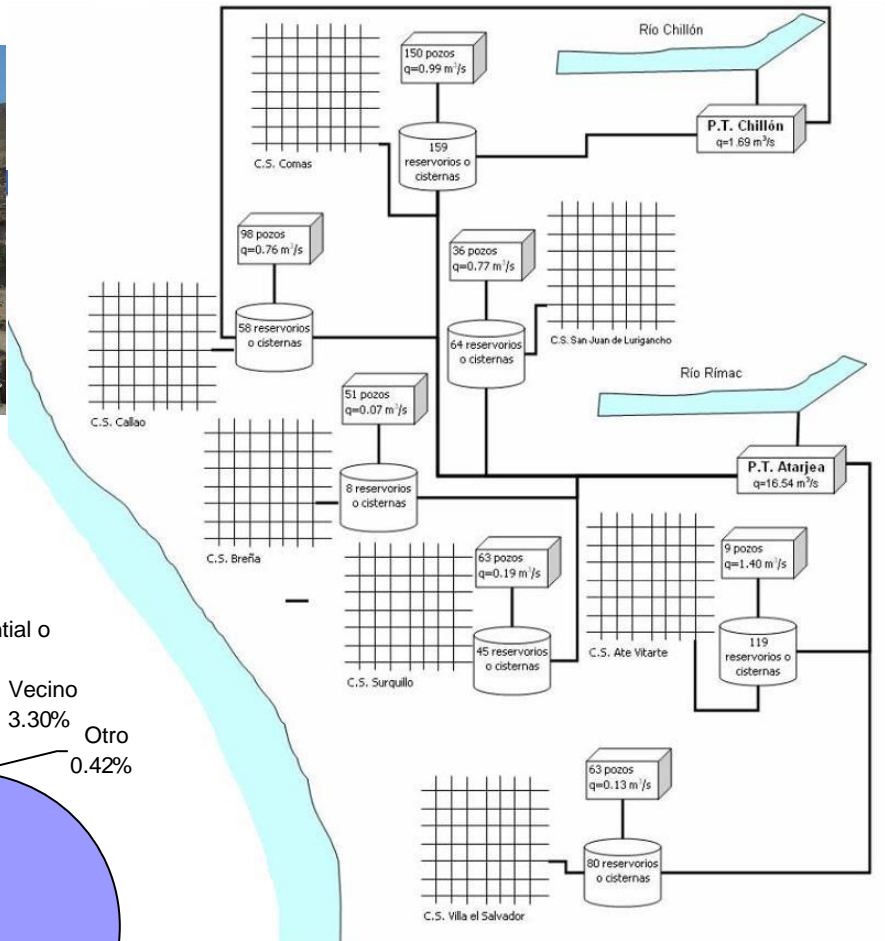 Río Chillón
150 pozos
q=0.99 m³/s
P.T. Chillón
q=1.69 m³/s
159
reservorios o
cisternas
C.S. Comas
98 pozos
q=0.76 m³/s
36 pozos
q=0.77 m³/s
58 reservorios
o cisternas
64 reservorios
o cisternas
C.S. San Juan de Lurigancho
Río Rímac
C.S. Callao
51 pozos
q=0.07 m³/s
P.T. Atarjea
q=16.54 m³/s
8 reservorios
o cisternas
C.S. Breña
63 pozos
q=0.19 m³/s
9 pozos
q=1.40 m³/s
45 reservorios
o cisternas
119
reservorios o
cisternas
C.S. Surquillo
C.S. Ate Vitarte
63 pozos
q=0.13 m³/s
80 reservorios
o cisternas
C.S. Villa el Salvador
o
Vecino
3.30%
Otro
0.42%